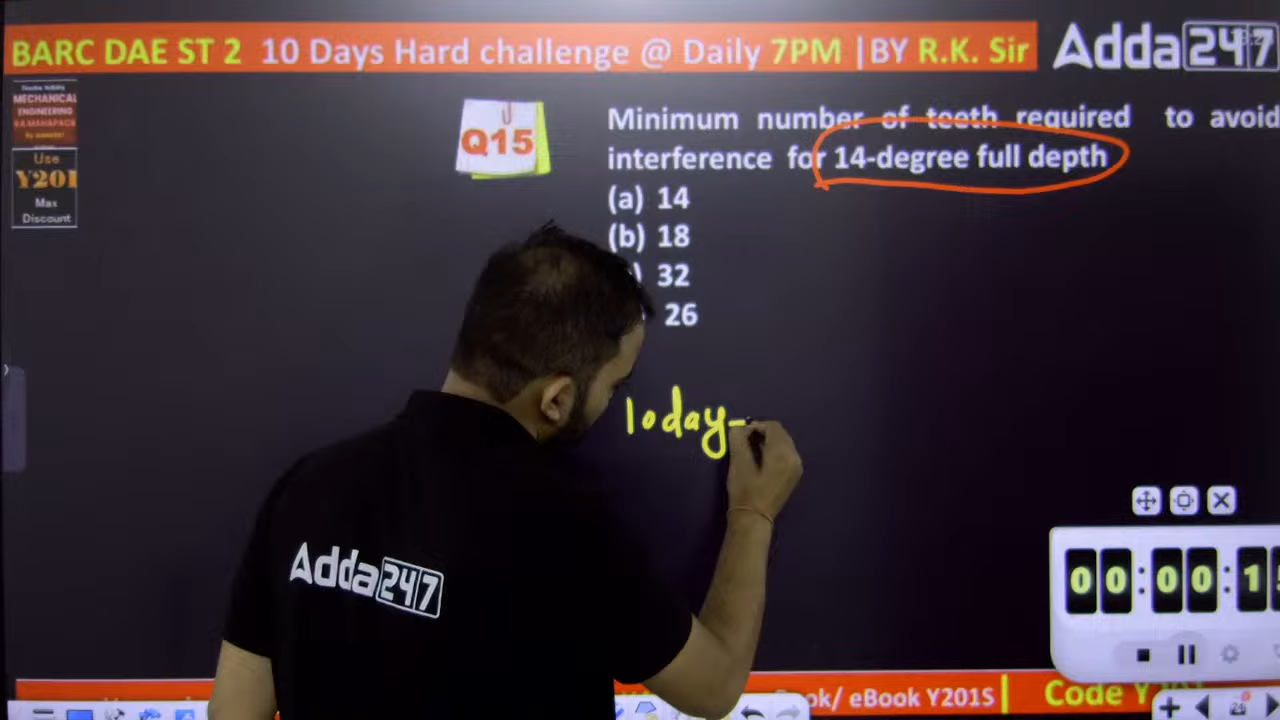 BARC DAE ST 2 10 Days Hard challenge @ Daily 7PM |BY R.K. Sir
Adda247
MECHANICAL
ENGINEERING
Use
Y201
Max
Discount
Q15
Minimum number of teeth required to avoid
interference for 14-degree full depth
(a) 14
(b) 18
32
26
Today-
Adda247
00:00:1
ook/ eBook Y201S
Code Y